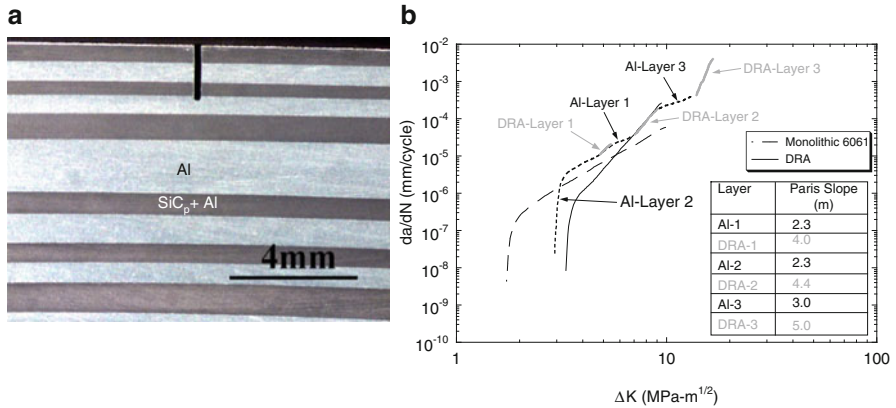 a
Al
SiCp+ Al
4mm
b
da/dN (mm/cycle)
10-2
10-3
10-4
10-5
10-6
10-7
10-8
10-9
10-10
1
10
100
ΔK (MPa-m1/2)
Al-Layer 3
DRA-Layer 3
Al-Layer 1
DRA-Layer 1
DRA-Layer 2
Al-Layer 2
Monolithic 6061
DRA
Layer Paris Slope (m)
Al-1 2.3
DRA-1 4.0
Al-2 2.3
DRA-2 4.4
Al-3 3.0
DRA-3 5.0